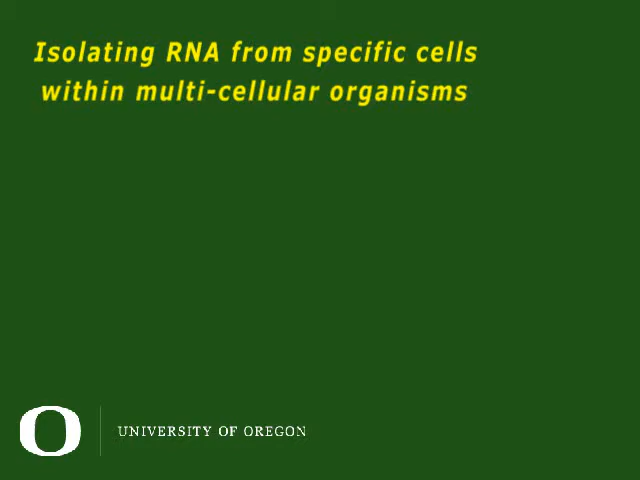 Isolating RNA from specific cells
within multi-cellular organisms
O
UNIVERSITY OF OREGON